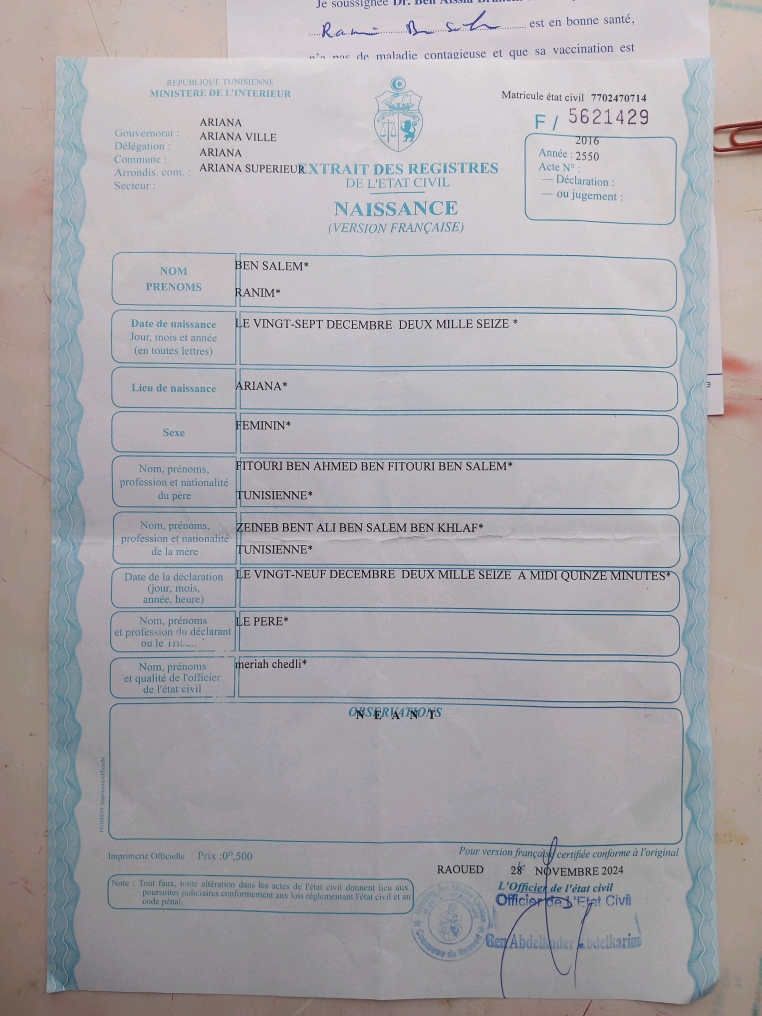 Je soussignée Dr. Ben Aissia
est en bonne santé,
n'a pas de maladie contagieuse et que sa vaccination est
REPUBLIQUE TUNISIENNE
MINISTERE DE L'INTERIEUR
Matricule état civil 7702470714
F / 5621429
Gouvernorat : ARIANA
Délégation : ARIANA VILLE
Commune : ARIANA
Arrondis. com. : ARIANA SUPERIEUR
Secteur :
2016
Année : 2550
Acte N° :
— Déclaration :
— ou jugement :
EXTRAIT DES REGISTRES
DE L'ETAT CIVIL
NAISSANCE
(VERSION FRANÇAISE)
NOM
PRENOMS
BEN SALEM*
RANIM*
Date de naissance
Jour, mois et année
(en toutes lettres)
LE VINGT-SEPT DECEMBRE DEUX MILLE SEIZE *
Lieu de naissance
ARIANA*
Sexe
FEMININ*
Nom, prénoms,
profession et nationalité
du père
FITOURI BEN AHMED BEN FITOURI BEN SALEM*
TUNISIENNE*
Nom, prénoms,
profession et nationalité
de la mère
ZEINEB BENT ALI BEN SALEM BEN KHLAF*
TUNISIENNE*
Date de la déclaration
(jour, mois,
année, heure)
LE VINGT-NEUF DECEMBRE DEUX MILLE SEIZE A MIDI QUINZE MINUTES*
Nom, prénoms
et profession du déclarant
ou le
LE PERE*
Nom, prénoms
et qualité de l'officier
de l'état civil
meriah chedli*
OBSERVATIONS
N E A N T
Imprimerie Officielle Prix :0ᴰ,500
Pour version française certifiée conforme à l'original
RAOUED 28 NOVEMBRE 2024
L'Officier de l'état civil
Officier de L'Etat Civil
Ben Abdelkader Abdelkarim
Note : Tout faux, toute altération dans les actes de l'état civil donnent lieu aux
poursuites judiciaires conformement aux lois réglementant l'état civil et au
code pénal.